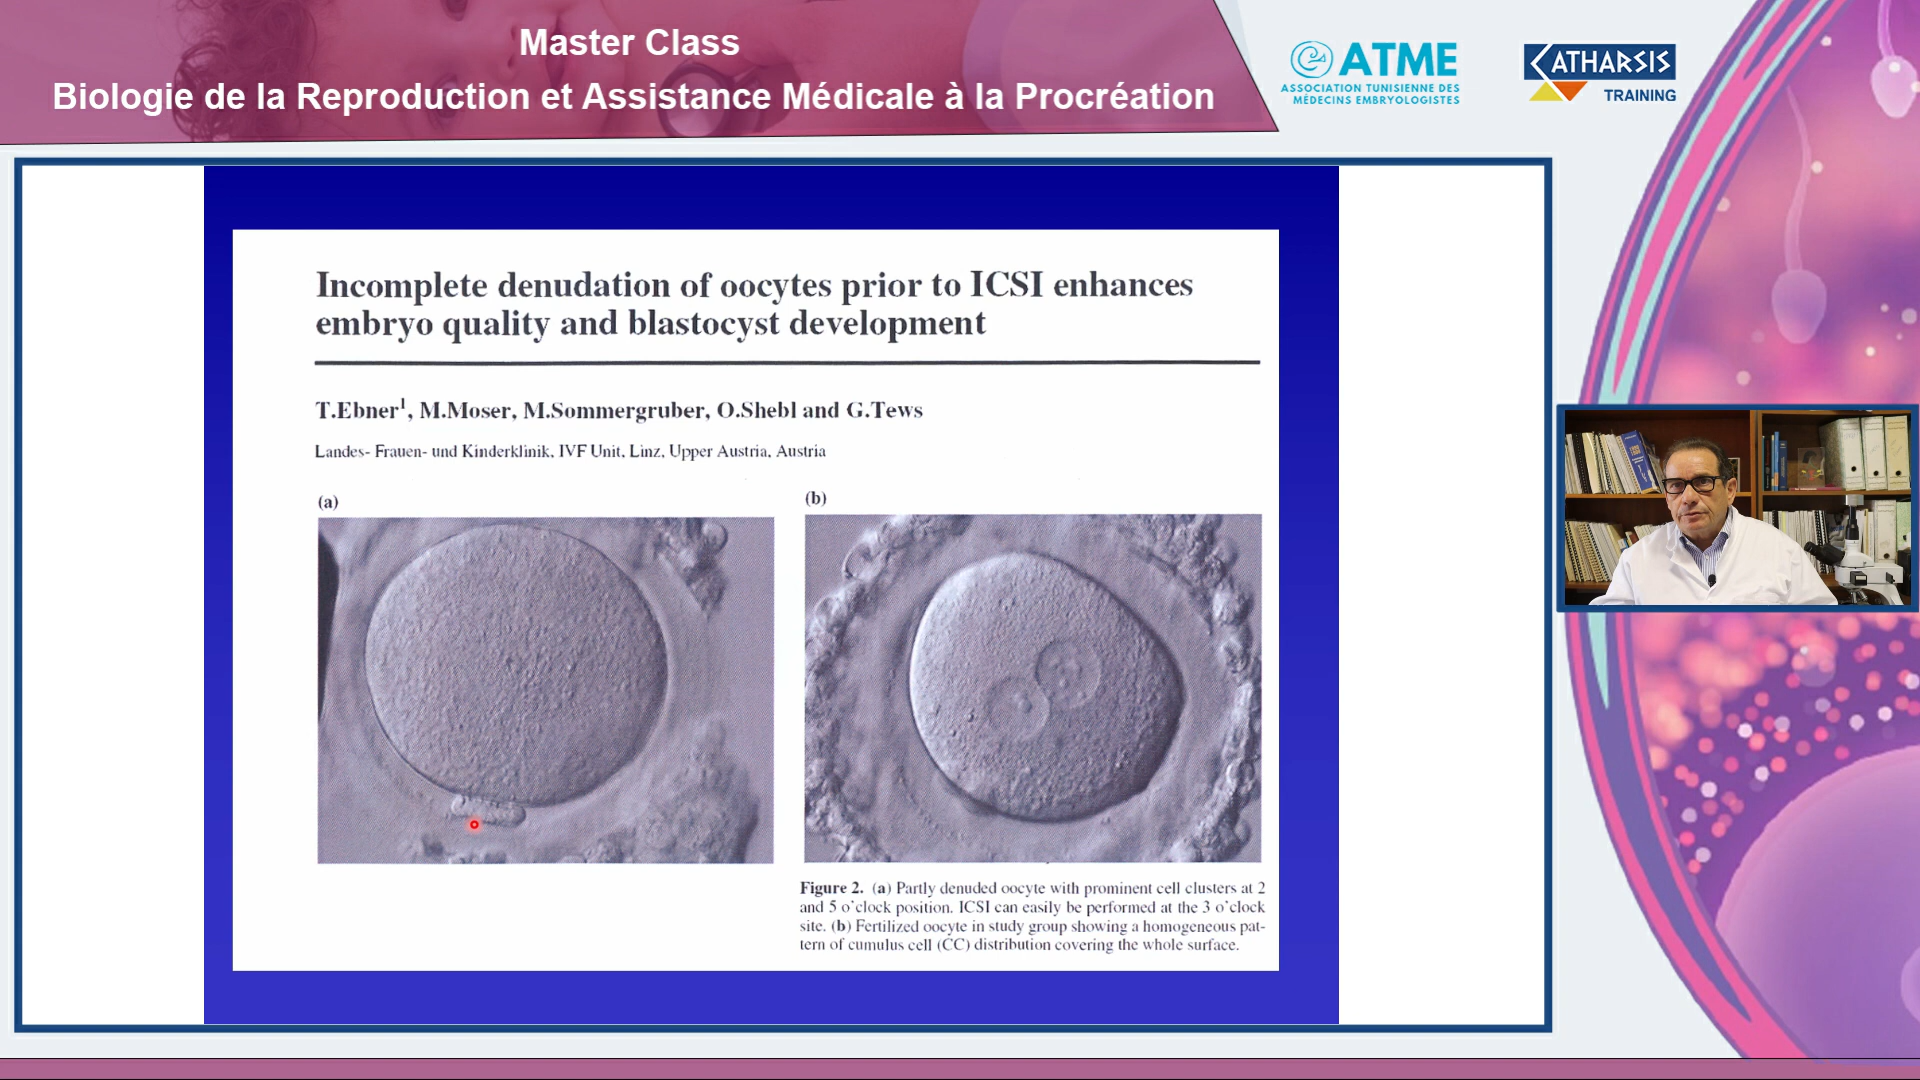 Master Class
Biologie de la Reproduction et Assistance Médicale à la Procréation
ATME
ASSOCIATION TUNISIENNE DES
MÉDECINS EMBRYOLOGISTES
CATHARSIS
TRAINING
Incomplete denudation of oocytes prior to ICSI enhances
embryo quality and blastocyst development
T.Ebner1, M.Moser, M.Sommergruber, O.Shebl and G.Tews
Landes- Frauen- und Kinderklinik, IVF Unit, Linz, Upper Austria, Austria
(a)
(b)
Figure 2. (a) Partly denuded oocyte with prominent cell clusters at 2
and 5 o'clock position. ICSI can easily be performed at the 3 o'clock
site. (b) Fertilized oocyte in study group showing a homogeneous pat-
tern of cumulus cell (CC) distribution covering the whole surface.